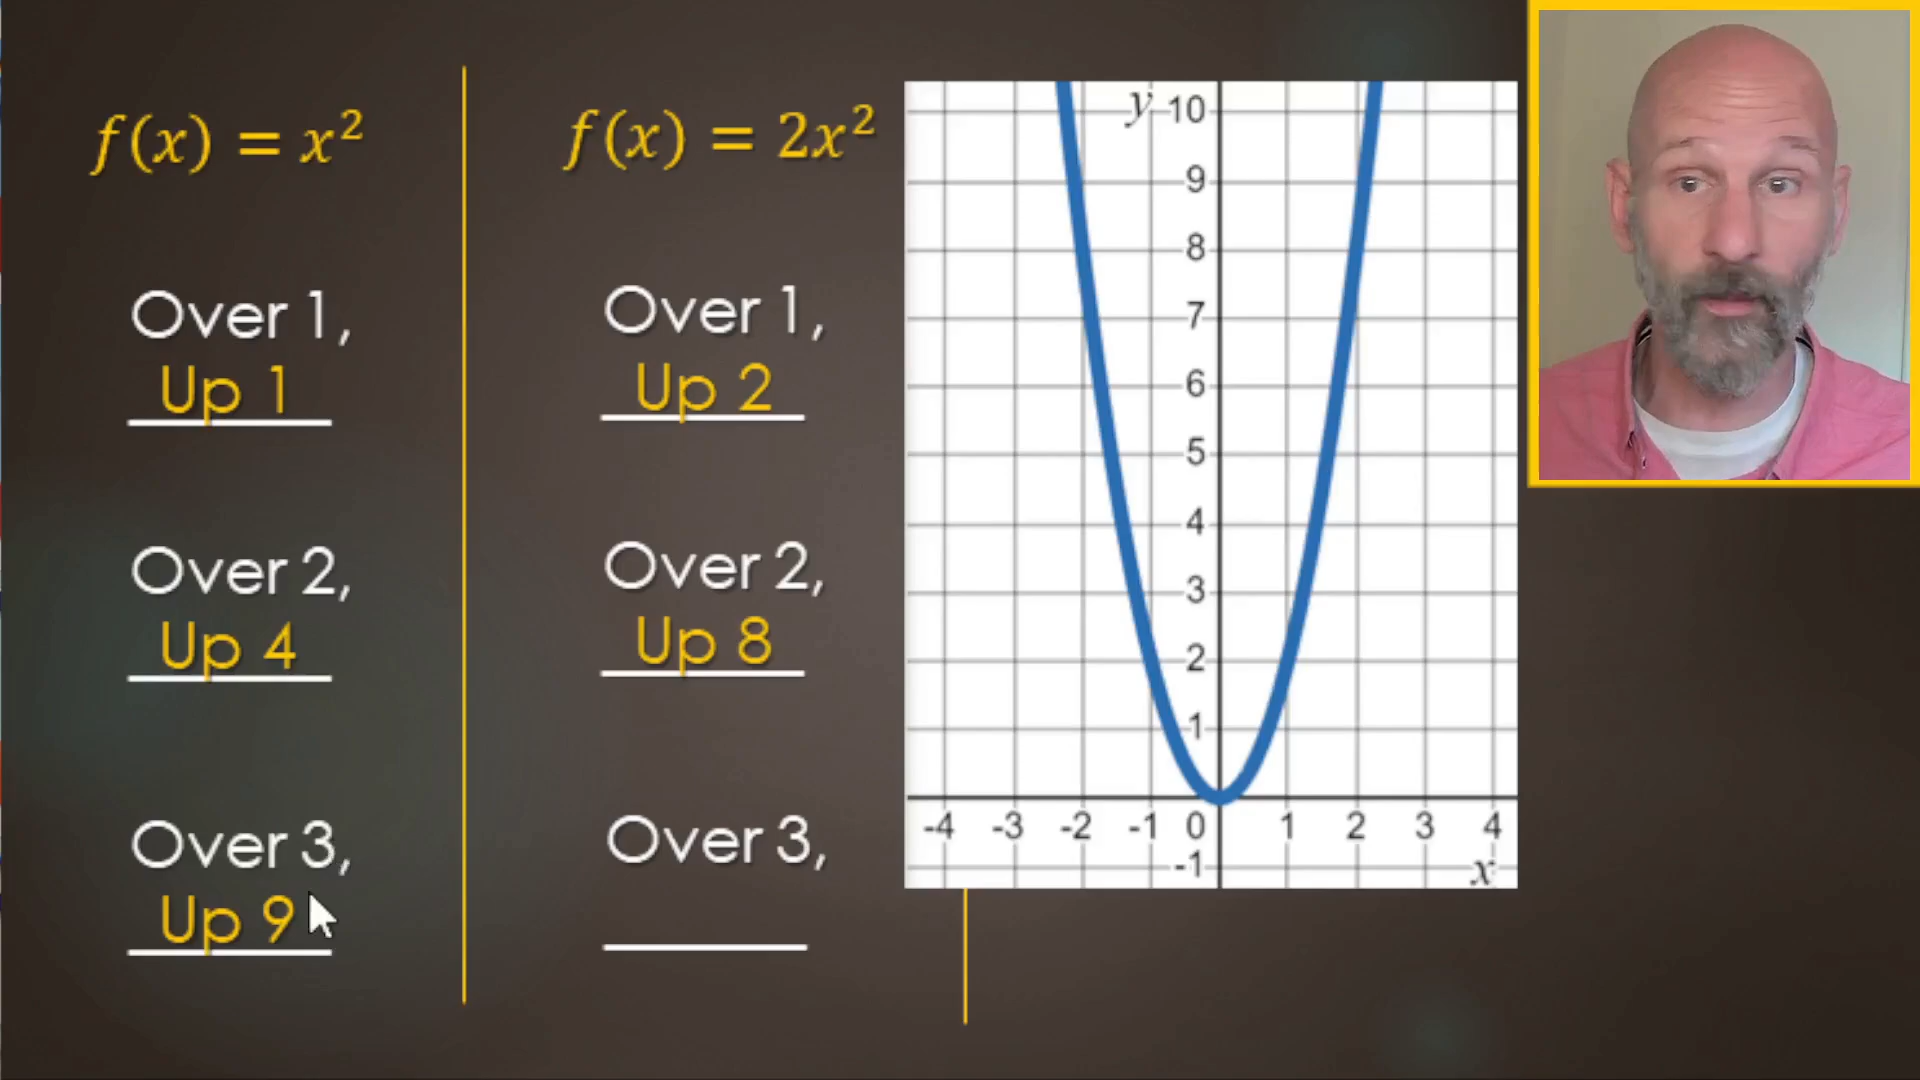 f(x) = x²
Over 1,
Up 1
Over 2,
Up 4
Over 3,
Up 9
f(x) = 2x²
Over 1,
Up 2
Over 2,
Up 8
Over 3,
y 10
9
8
7
6
5
4
3
2
1
-4 -3 -2 -1 0 1 2 3 4
-1
x